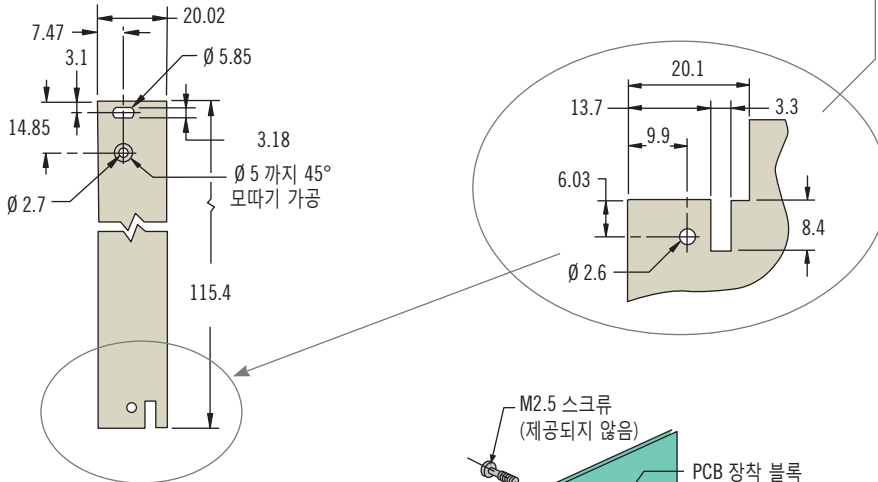 20.02
7.47
3.1
Ø 5.85
14.85
3.18
Ø 5 까지 45°
모따기 가공
Ø 2.7
115.4
20.1
13.7
3.3
9.9
6.03
8.4
Ø 2.6
M2.5 스크류
(제공되지 않음)
PCB 장착 블록